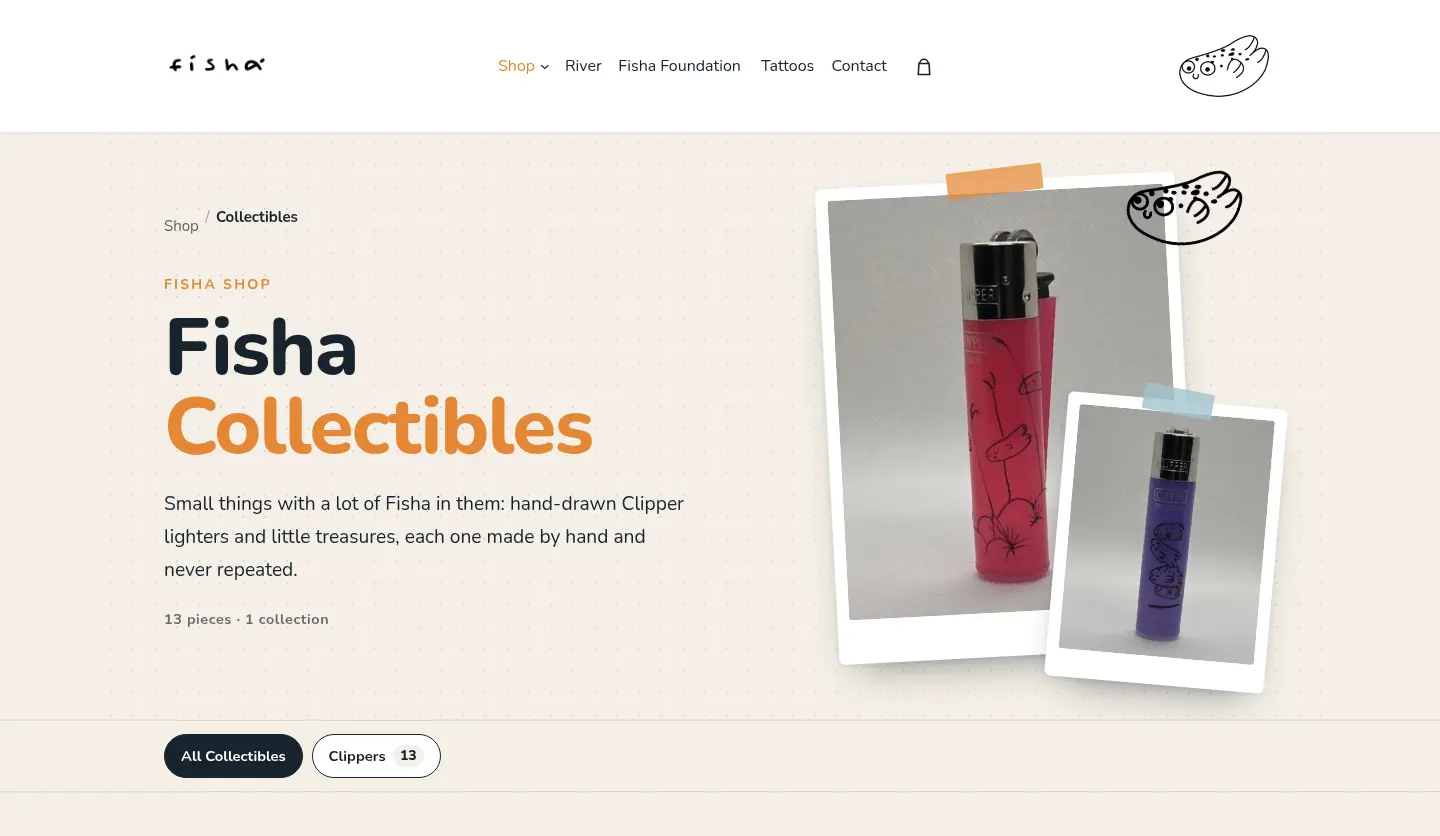 fisha
Shop River Fisha Foundation Tattoos Contact
Shop / Collectibles
FISHA SHOP
Fisha
Collectibles
Small things with a lot of Fisha in them: hand-drawn Clipper
lighters and little treasures, each one made by hand and
never repeated.
13 pieces · 1 collection
CLIPPER
All Collectibles
Clippers 13